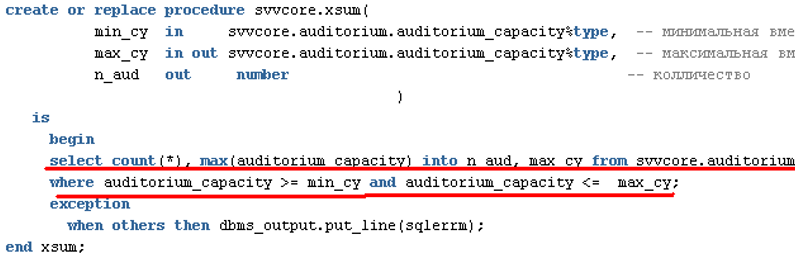 create or replace procedure svvcore.xsum(
min_cy in svvcore.auditorium.auditorium_capacity%type, -- минимальная вме
max_cy in out svvcore.auditorium.auditorium_capacity%type, -- максимальная вм
n_aud out number -- колличество
)
is
begin
select count(*), max(auditorium_capacity) into n_aud, max_cy from svvcore.auditorium
where auditorium_capacity >= min_cy and auditorium_capacity <= max_cy;
exception
when others then dbms_output.put_line(sqlerrm);
end xsum;